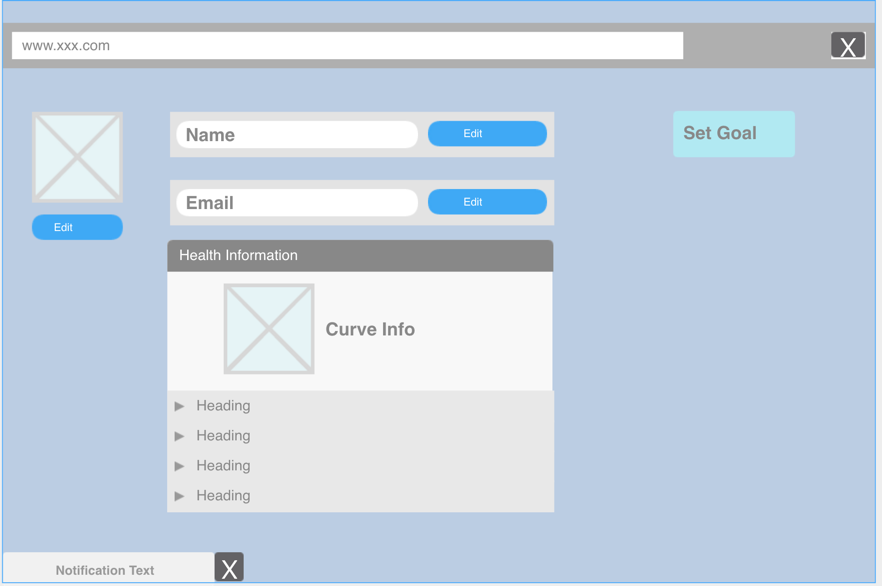 www.xxx.com
X
Name
Edit
Set Goal
Email
Edit
Edit
Health Information
Curve Info
Heading
Heading
Heading
Heading
Notification Text
X